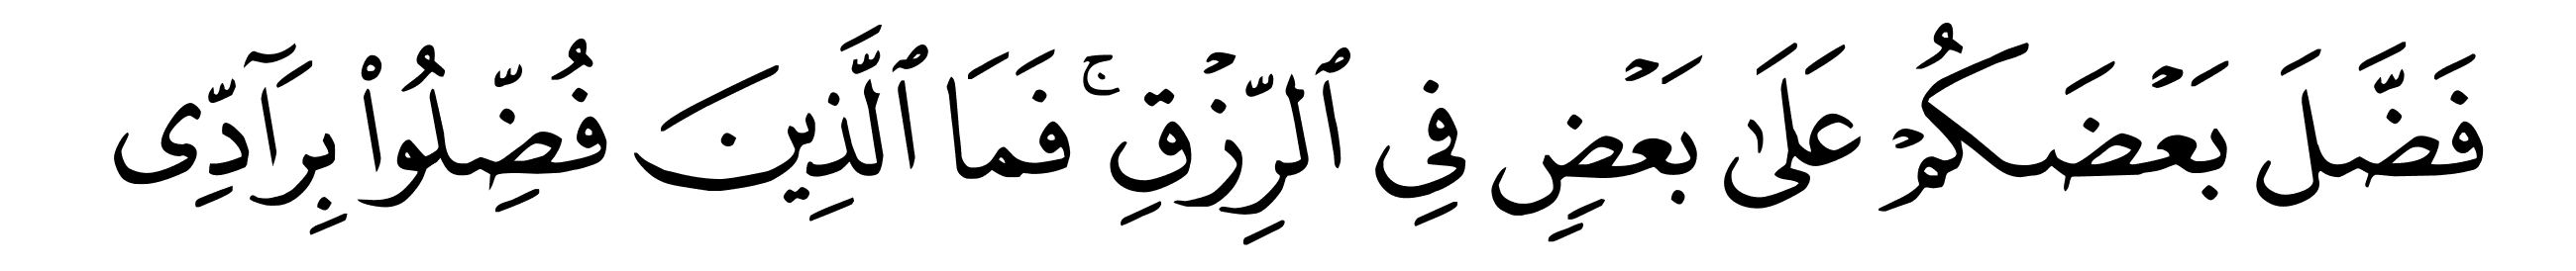 فَضَّلَ بَعْضَكُمْ عَلَىٰ بَعْضٍ فِى ٱلرِّزْقِ ۚ فَمَا ٱلَّذِينَ فُضِّلُوا۟ بِرَآدِّى